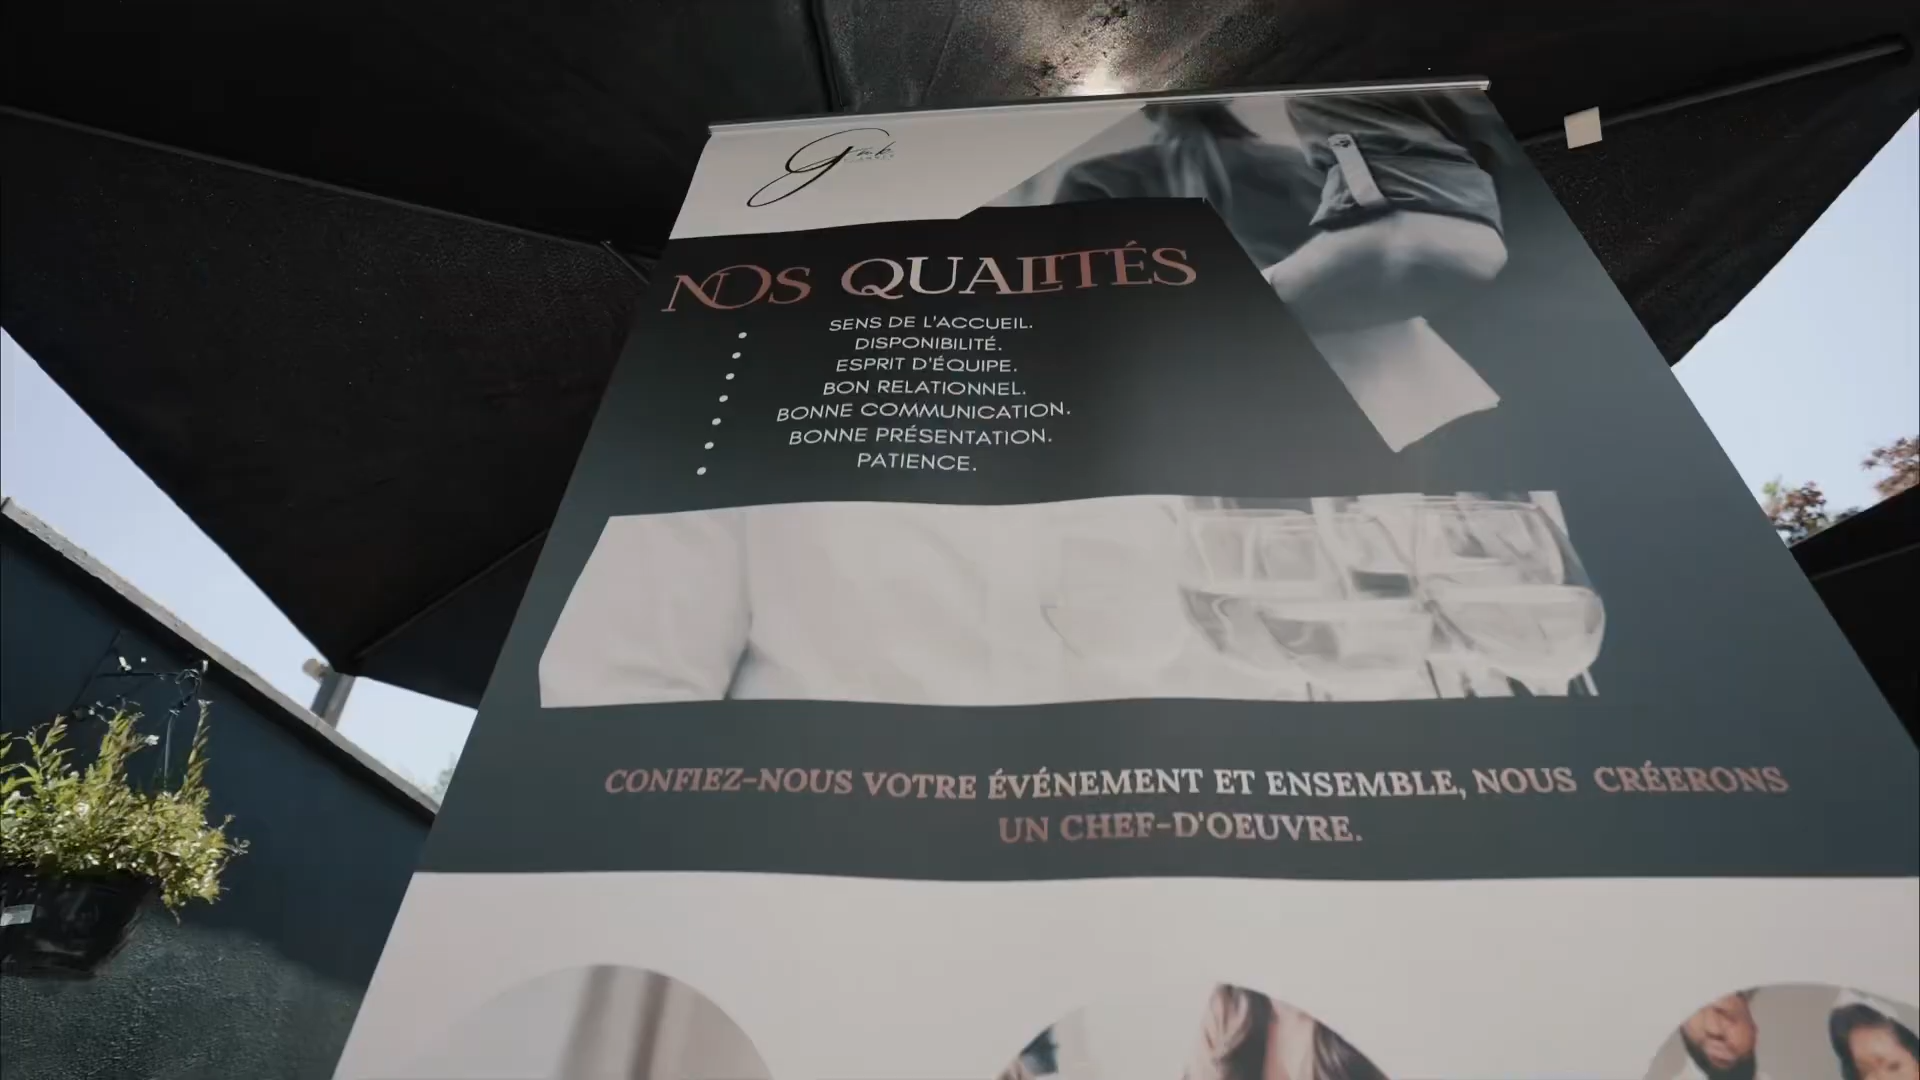 NOS QUALITÉS
SENS DE L'ACCUEIL.
DISPONIBILITÉ.
ESPRIT D'ÉQUIPE.
BON RELATIONNEL.
BONNE COMMUNICATION.
BONNE PRÉSENTATION.
PATIENCE.
CONFIEZ-NOUS VOTRE ÉVÉNEMENT ET ENSEMBLE, NOUS CRÉERONS
UN CHEF-D'OEUVRE.